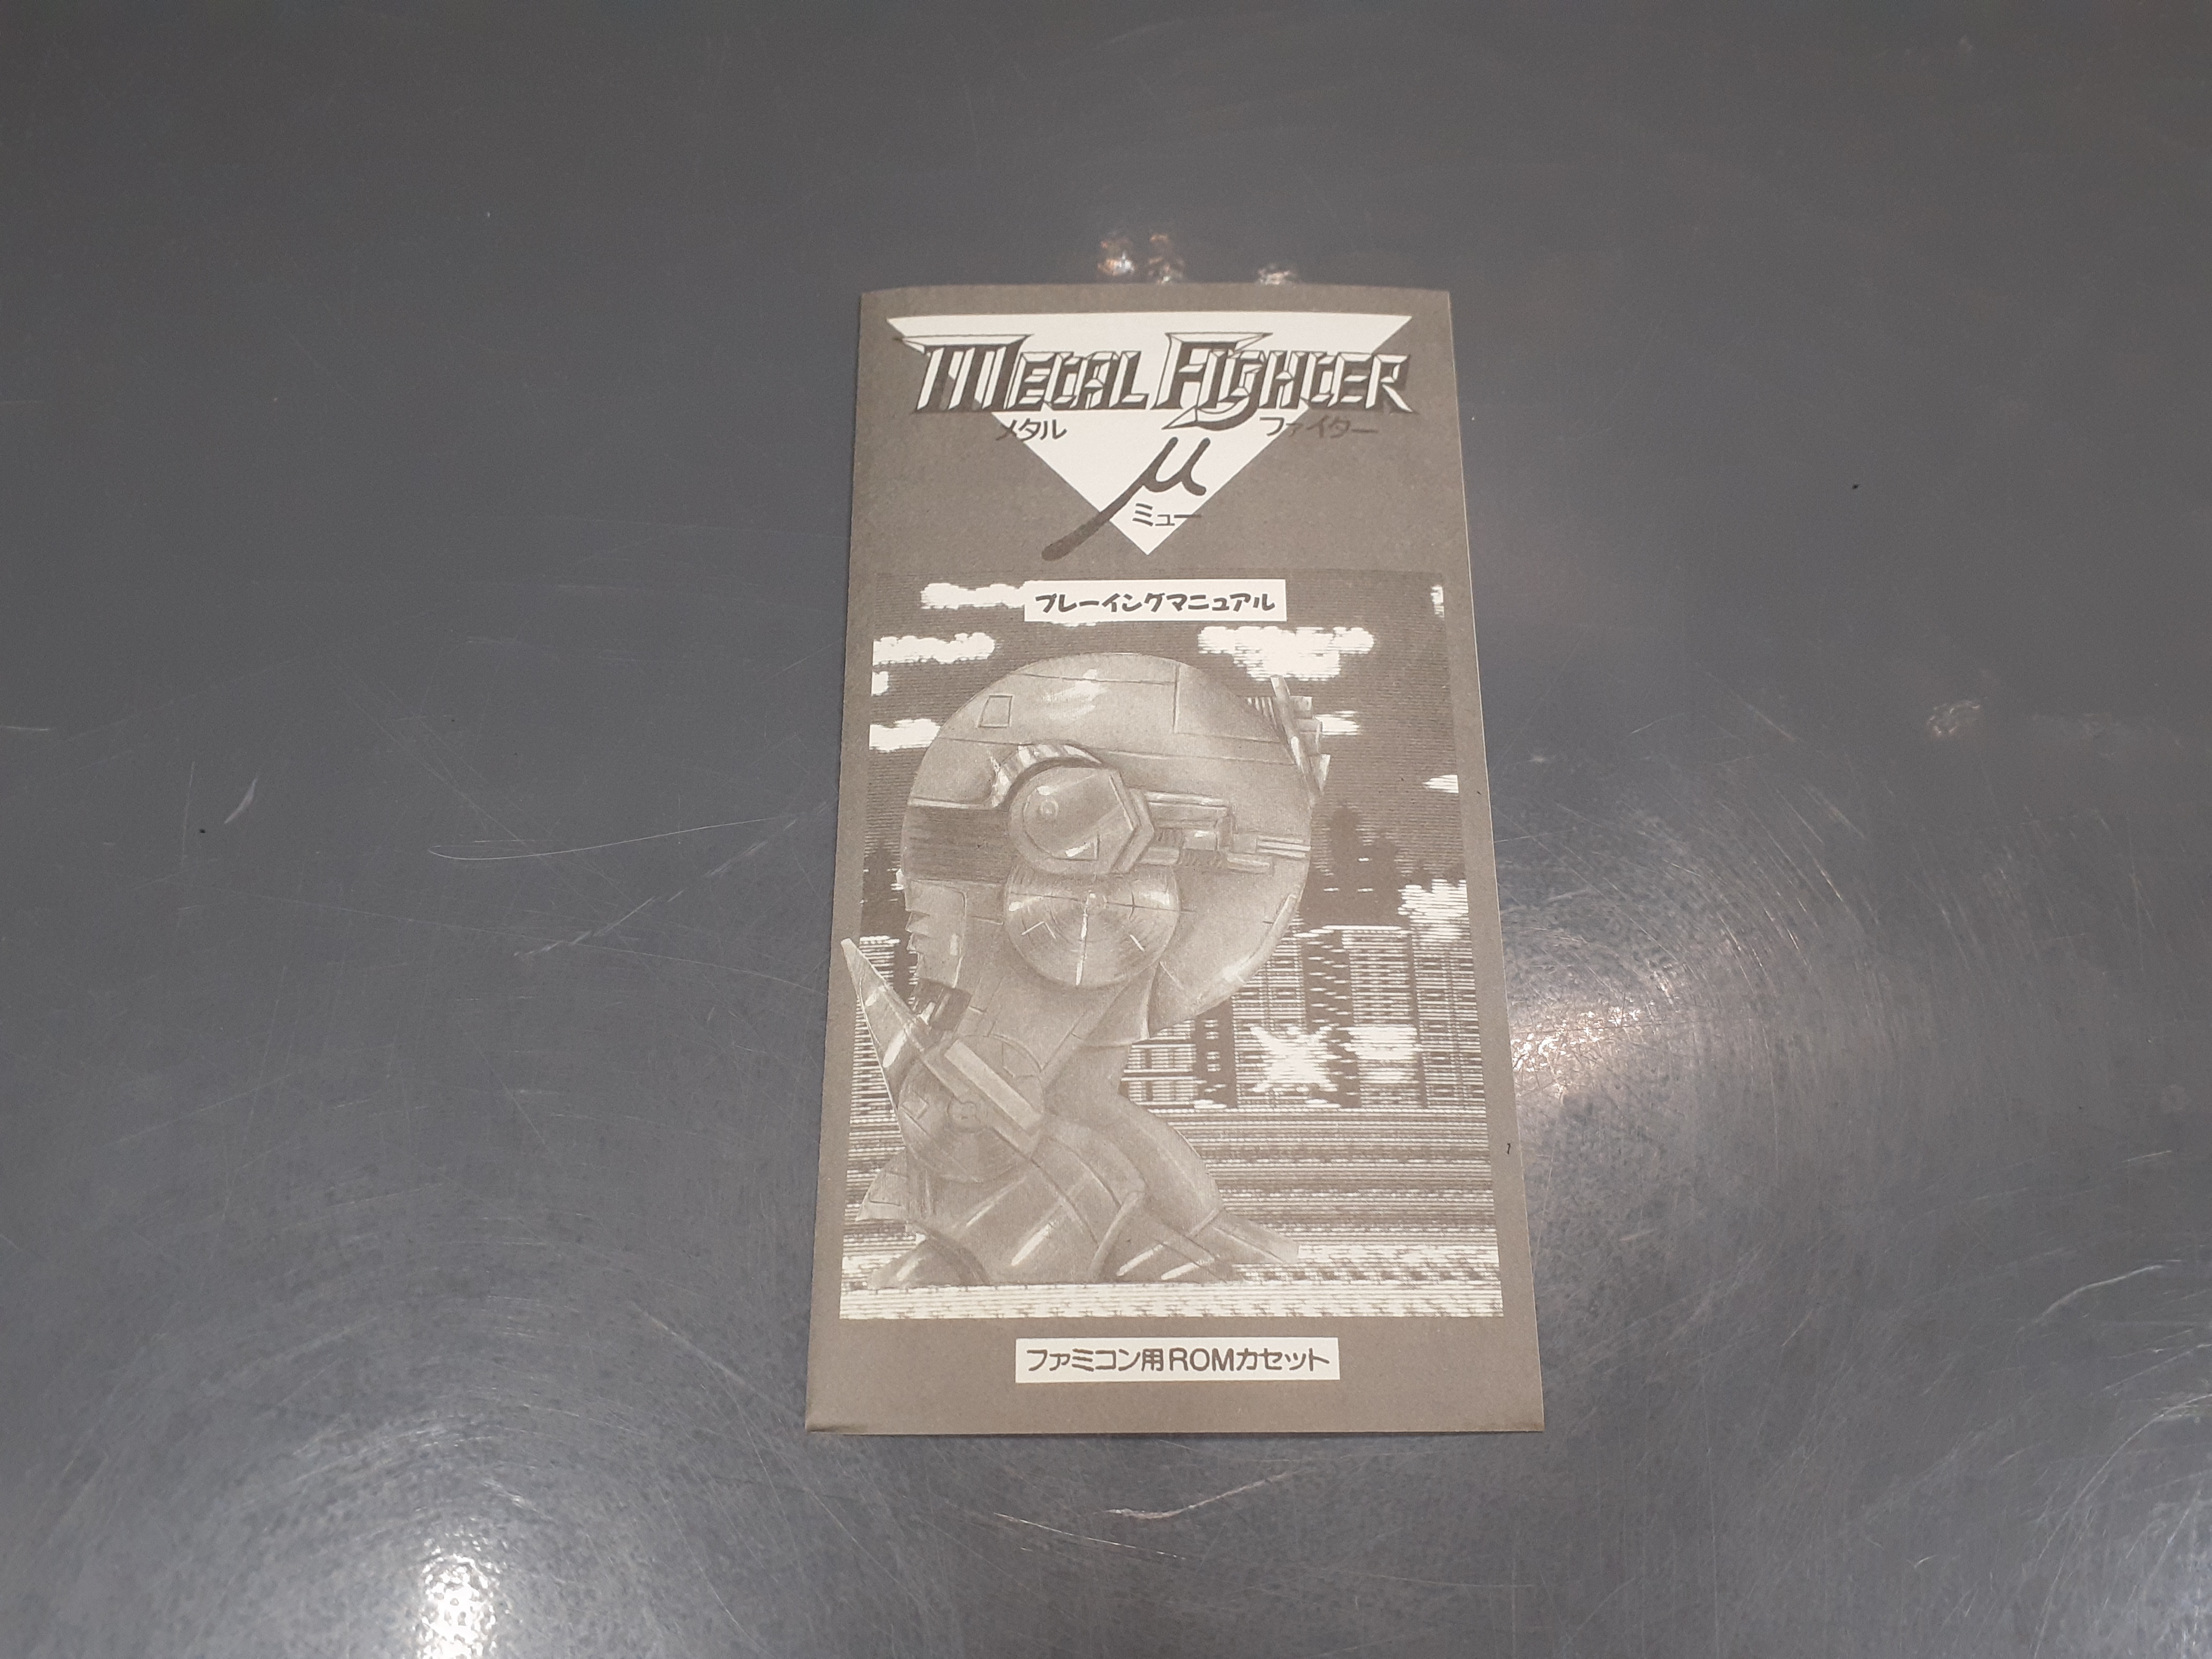 METAL FIGHTER
メタル ファイター
μ
ミュー
プレーイングマニュアル
ファミコン用ROMカセット